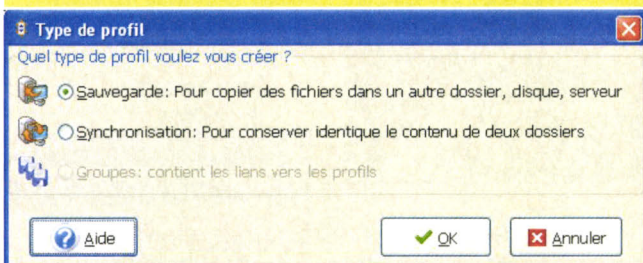 Type de profil
Quel type de profil voulez vous créer ?
Sauvegarde: Pour copier des fichiers dans un autre dossier, disque, serveur
Synchronisation: Pour conserver identique le contenu de deux dossiers
Groupes: contient les liens vers les profils
Aide
OK
Annuler